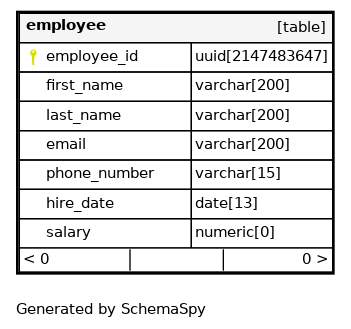 employee [table]
employee_id uuid[2147483647]
first_name varchar[200]
last_name varchar[200]
email varchar[200]
phone_number varchar[15]
hire_date date[13]
salary numeric[0]
< 0 0 >
Generated by SchemaSpy